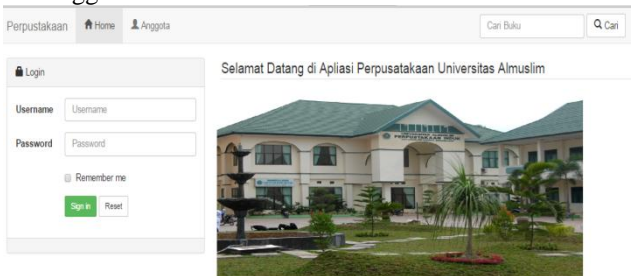 Perpustakaan Home Anggota Cari Buku Cari
Login
Selamat Datang di Apliasi Perpusatakaan Universitas Almuslim
Username Username
Password Password
Remember me
Sign in Reset